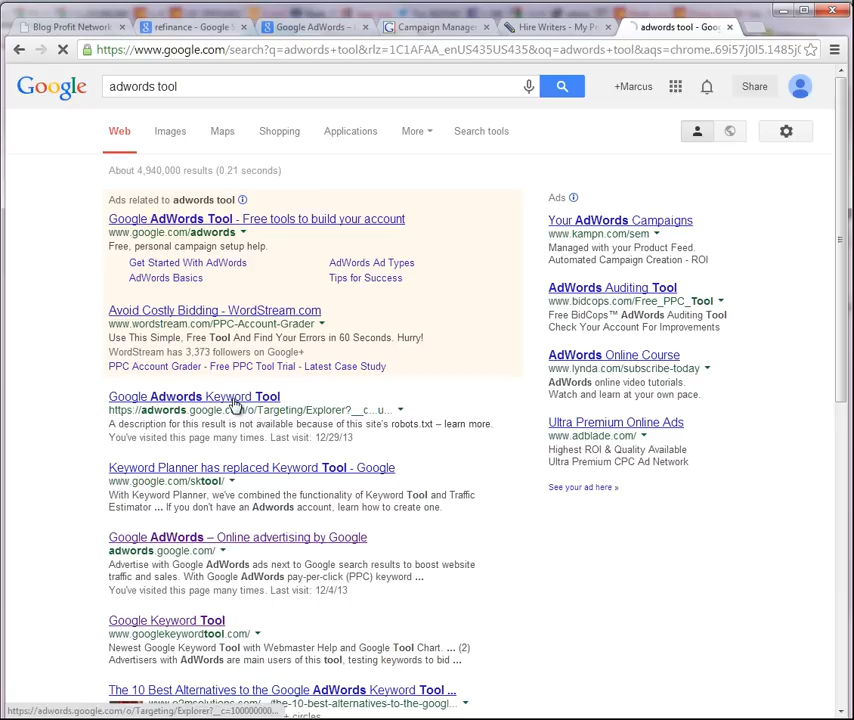 Blog Profit Network
refinance - Google S
Google AdWords –
Campaign Manage
Hire Writers - My P
adwords tool - Goo
https://www.google.com/search?q=adwords+tool&rlz=1C1AFAA_enUS435US435&oq=adwords+tool&aqs=chrome..69i57j0l5.1485j0
Google
adwords tool
+Marcus
Share
Web
Images
Maps
Shopping
Applications
More
Search tools
About 4,940,000 results (0.21 seconds)
Ads related to adwords tool
Google AdWords Tool - Free tools to build your account
www.google.com/adwords
Free, personal campaign setup help.
Get Started With AdWords
AdWords Ad Types
AdWords Basics
Tips for Success
Avoid Costly Bidding - WordStream.com
www.wordstream.com/PPC-Account-Grader
Use This Simple, Free Tool And Find Your Errors in 60 Seconds. Hurry!
WordStream has 3,373 followers on Google+
PPC Account Grader - Free PPC Tool Trial - Latest Case Study
Google Adwords Keyword Tool
https://adwords.google.com/o/Targeting/Explorer?__c...u...
A description for this result is not available because of this site's robots.txt – learn more.
You've visited this page many times. Last visit: 12/29/13
Keyword Planner has replaced Keyword Tool - Google
www.google.com/sktool/
With Keyword Planner, we've combined the functionality of Keyword Tool and Traffic
Estimator ... If you don't have an Adwords account, learn how to create one.
Google AdWords – Online advertising by Google
adwords.google.com/
Advertise with Google AdWords ads next to Google search results to boost website
traffic and sales. With Google AdWords pay-per-click (PPC) keyword ...
You've visited this page many times. Last visit: 12/4/13
Google Keyword Tool
www.googlekeywordtool.com/
Newest Google Keyword Tool with Webmaster Help and Google Tool Chart. ... (2)
Advertisers with AdWords are main users of this tool, testing keywords to bid ...
The 10 Best Alternatives to the Google AdWords Keyword Tool ...
Ads
Your AdWords Campaigns
www.kampn.com/sem
Managed with your Product Feed.
Automated Campaign Creation - ROI
AdWords Auditing Tool
www.bidcops.com/Free_PPC_Tool
Free BidCops™ AdWords Auditing Tool
Check Your Account For Improvements
AdWords Online Course
www.lynda.com/subscribe-today
AdWords online video tutorials.
Watch and learn at your own pace.
Ultra Premium Online Ads
www.adblade.com/
Highest ROI & Quality Available
Ultra Premium CPC Ad Network
See your ad here »
https://adwords.google.com/o/Targeting/Explorer?__c=100000000...